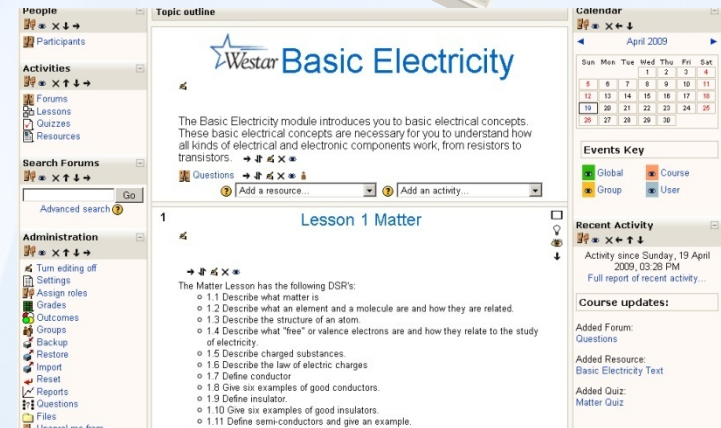 People
Participants
Activities
Forums
Lessons
Quizzes
Resources
Search Forums
Go
Advanced search
Administration
Turn editing off
Settings
Assign roles
Grades
Outcomes
Groups
Backup
Restore
Import
Reset
Reports
Questions
Files
Unenrol me from
Topic outline
Westar Basic Electricity
The Basic Electricity module introduces you to basic electrical concepts.
These basic electrical concepts are necessary for you to understand how
all kinds of electrical and electronic components work, from resistors to
transistors.
Questions
Add a resource...
Add an activity...
1
Lesson 1 Matter
The Matter Lesson has the following DSR's:
1.1 Describe what matter is
1.2 Describe what an element and a molecule are and how they are related.
1.3 Describe the structure of an atom.
1.4 Describe what "free" or valence electrons are and how they relate to the study
of electricity.
1.5 Describe charged substances.
1.6 Describe the law of electric charges
1.7 Define conductor
1.8 Give six examples of good conductors.
1.9 Define insulator.
1.10 Give six examples of good insulators.
1.11 Define semi-conductors and give an example.
Calendar
April 2009
Sun Mon Tue Wed Thu Fri Sat
1 2 3 4
5 6 7 8 9 10 11
12 13 14 15 16 17 18
19 20 21 22 23 24 25
26 27 28 29 30
Events Key
Global Course
Group User
Recent Activity
Activity since Sunday, 19 April
2009, 03:28 PM
Full report of recent activity...
Course updates:
Added Forum:
Questions
Added Resource:
Basic Electricity Text
Added Quiz:
Matter Quiz